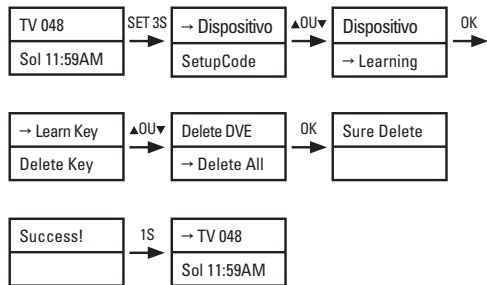 TV 048
Sol 11:59AM
SET 3S
→ Dispositivo
SetupCode
▲OU▼
Dispositivo
→ Learning
OK
→ Learn Key
Delete Key
▲OU▼
Delete DVE
→ Delete All
OK
Sure Delete
Success!
1S
→ TV 048
Sol 11:59AM